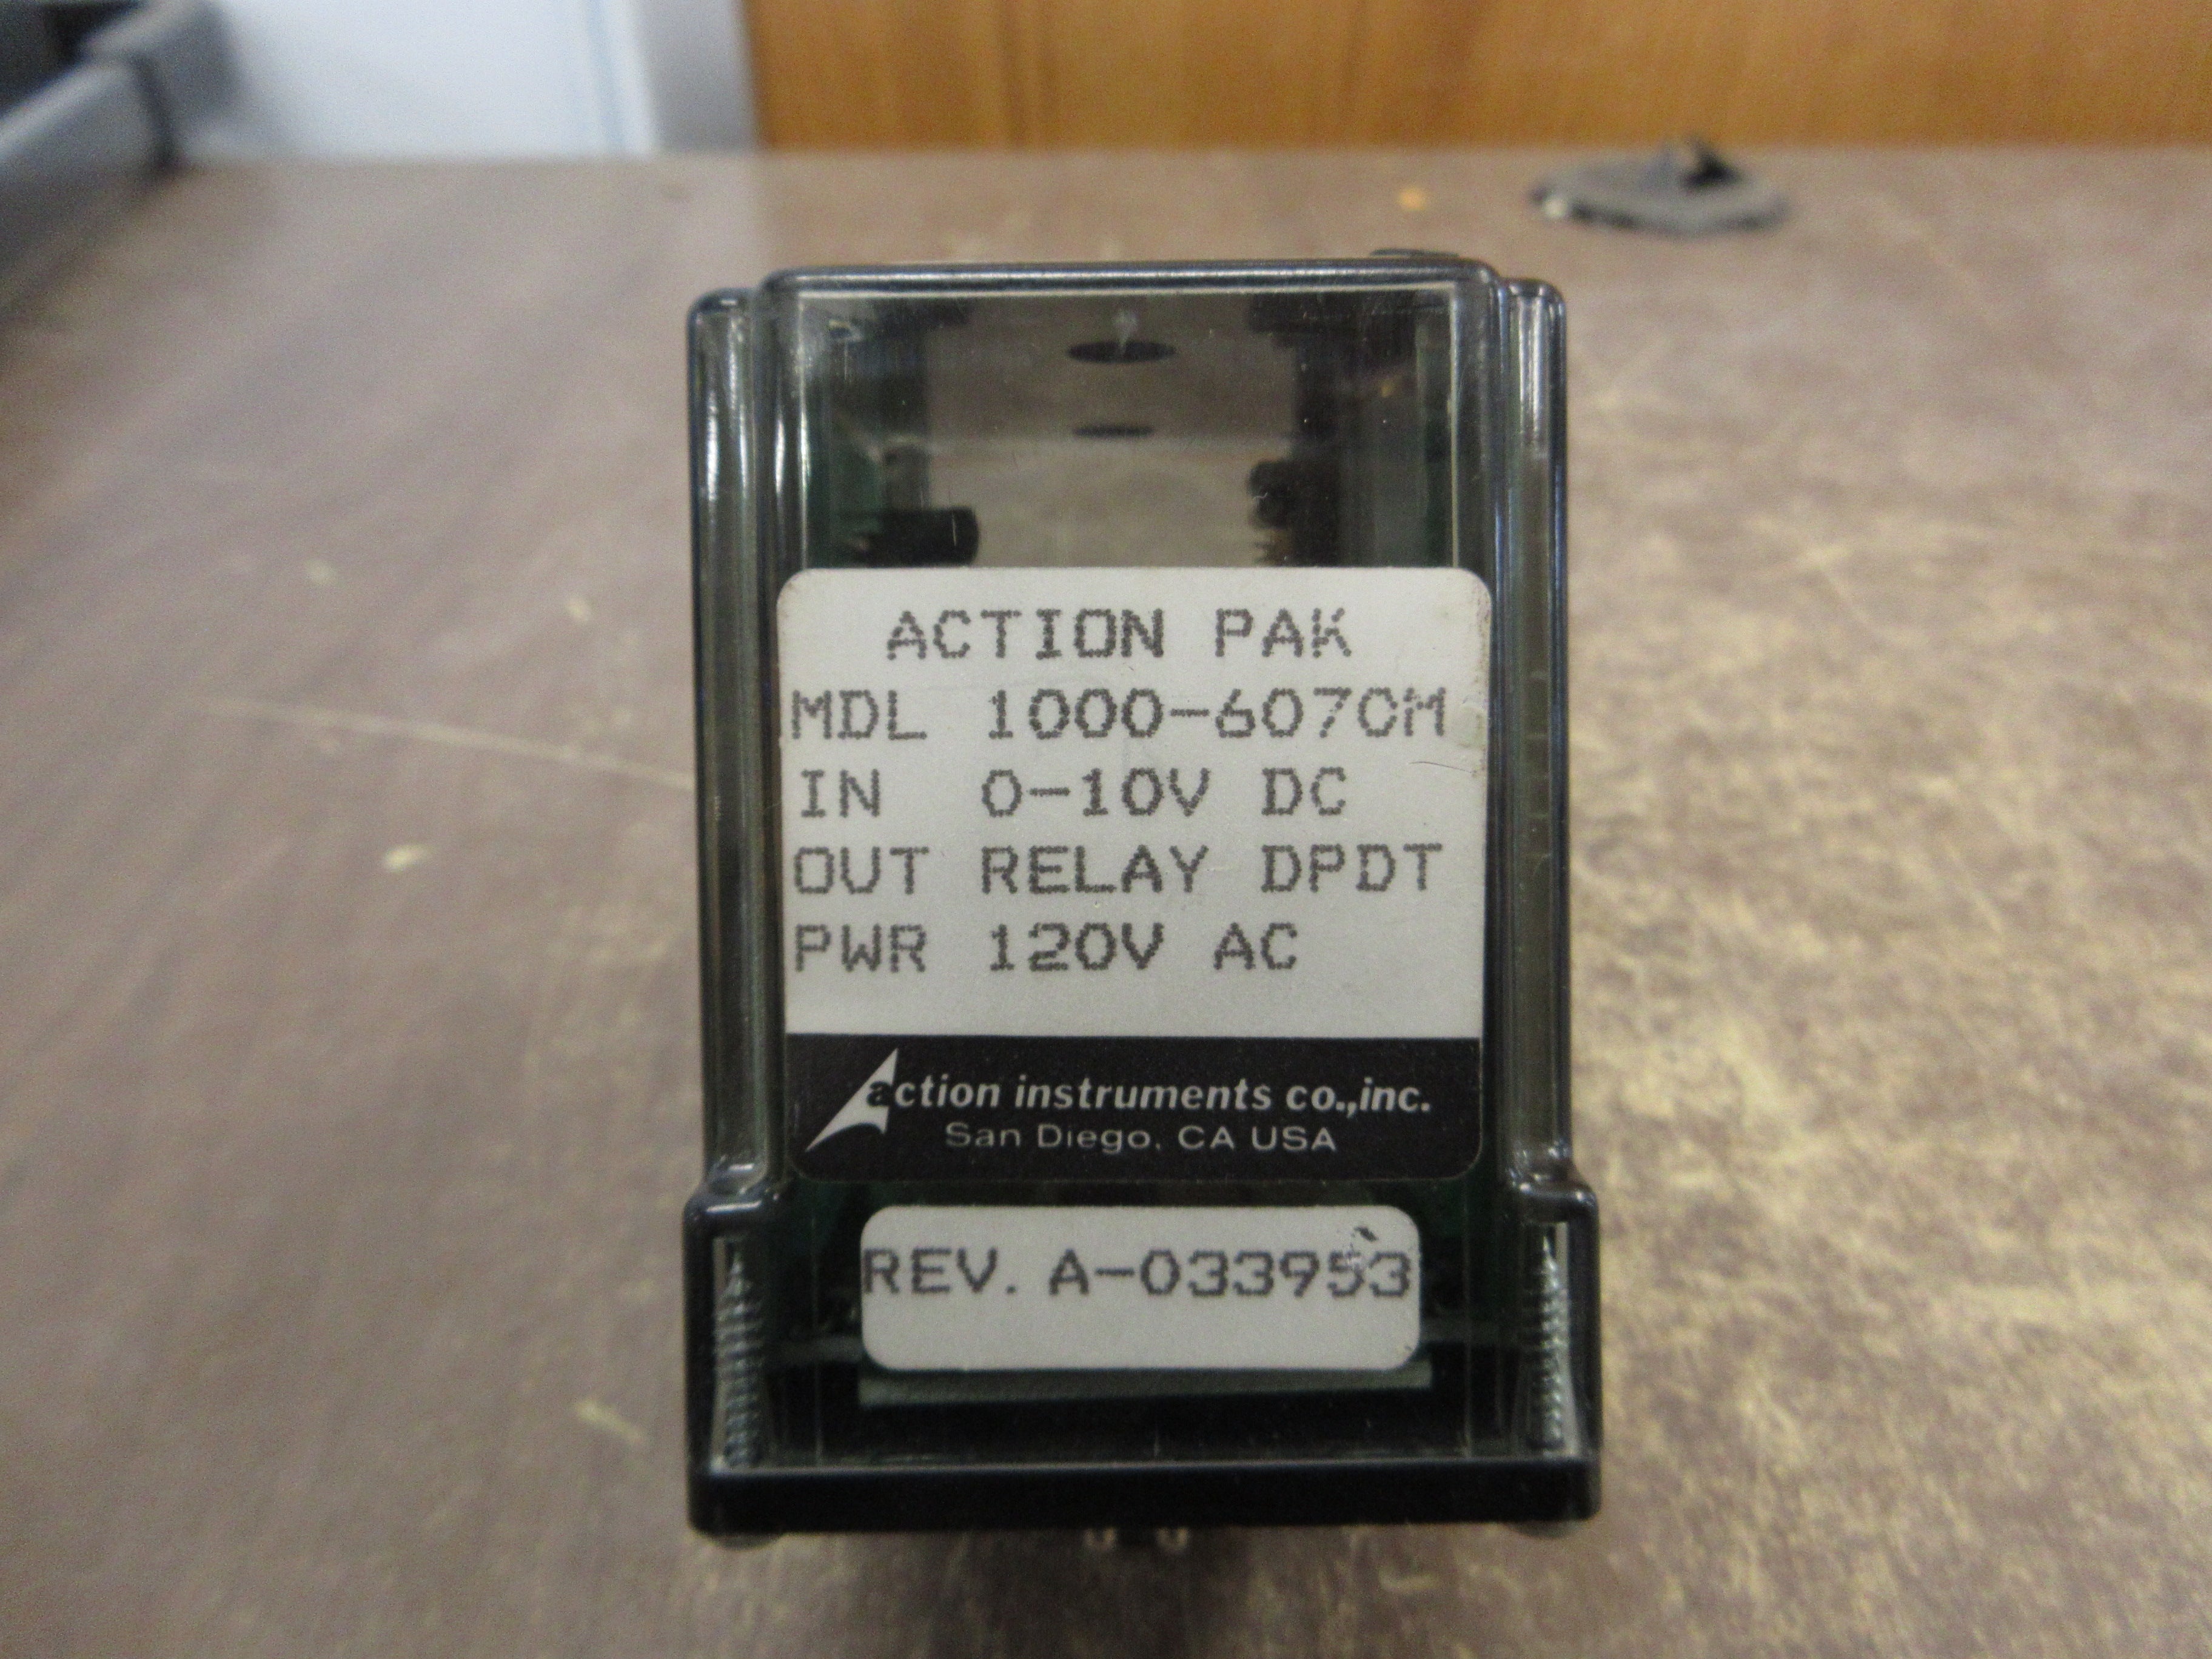 ACTION PAK
MDL 1000-607CM
IN 0-10V DC
OUT RELAY DPDT
PWR 120V AC
action instruments co.,inc.
San Diego, CA USA
REV. A-033953